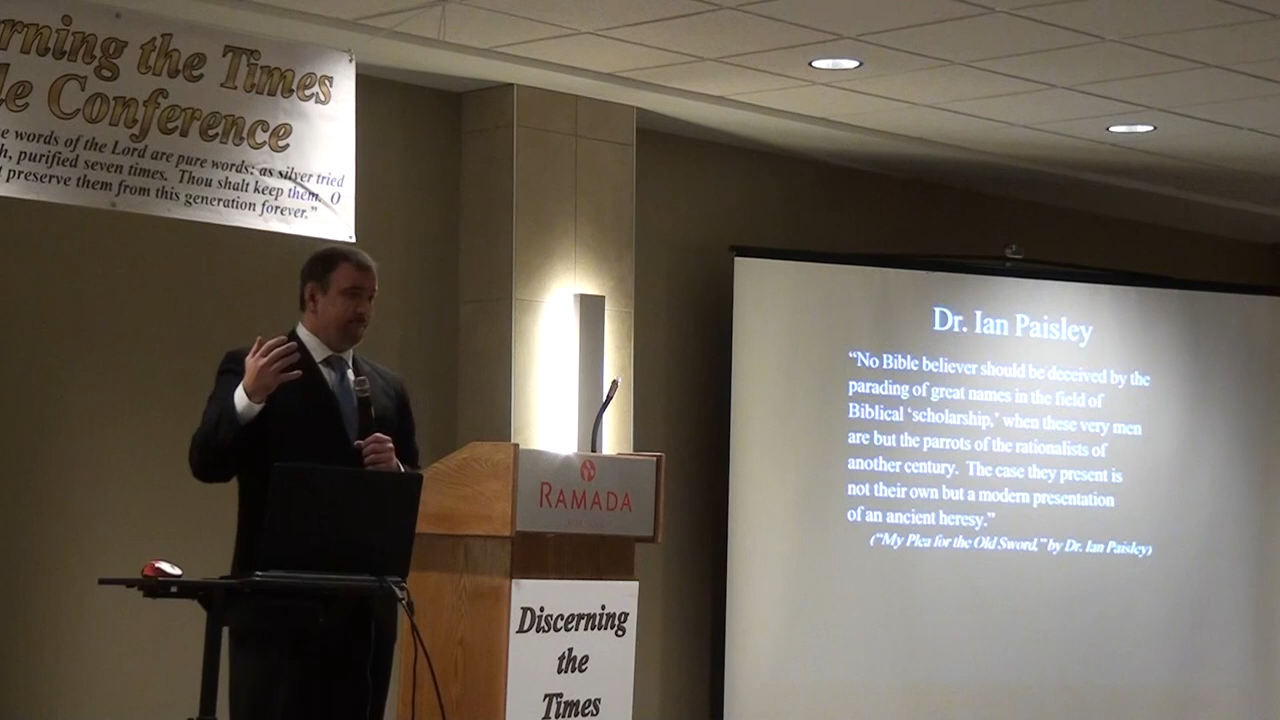 rning the Times
le Conference
e words of the Lord are pure words: as silver tried
h, purified seven times. Thou shalt keep them, O
t preserve them from this generation forever.”
Dr. Ian Paisley
“No Bible believer should be deceived by the
parading of great names in the field of
Biblical ‘scholarship,’ when these very men
are but the parrots of the rationalists of
another century. The case they present is
not their own but a modern presentation
of an ancient heresy.”
(“My Plea for the Old Sword,” by Dr. Ian Paisley)
RAMADA
Discerning
the
Times